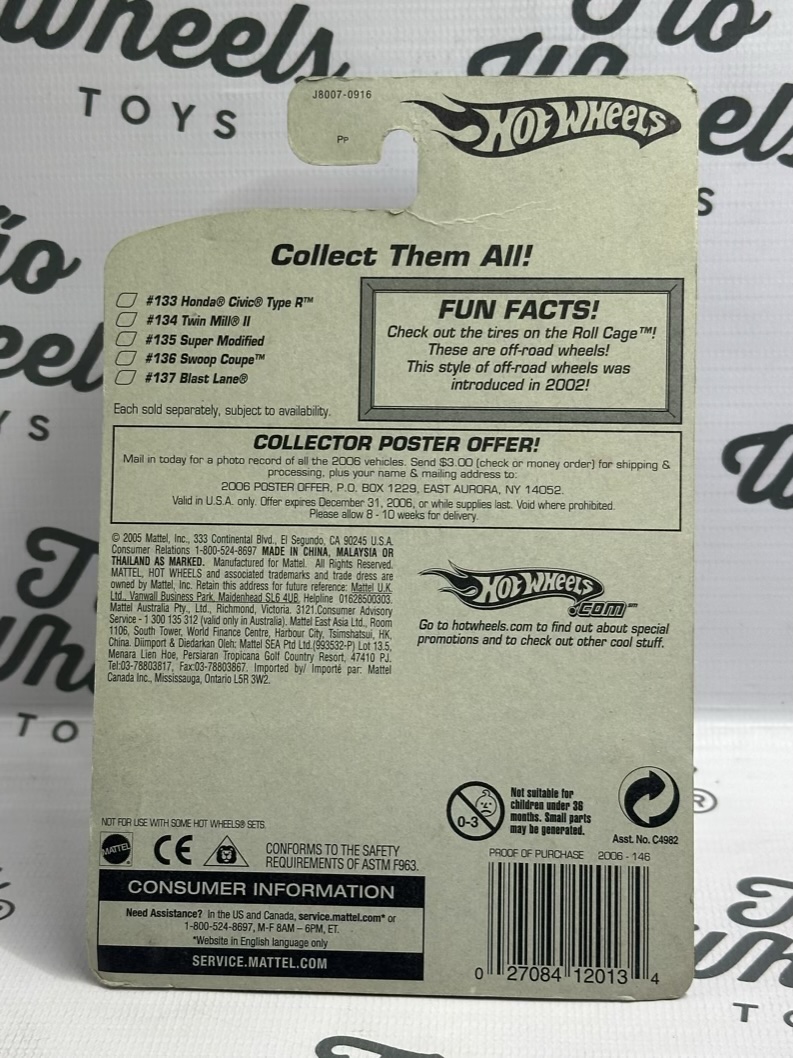 Wheels
TOYS
Tío
Wheels
J8007-0916
PP
HOT WHEELS
Collect Them All!
#133 Honda® Civic® Type R™
#134 Twin Mill® II
#135 Super Modified
#136 Swoop Coupe™
#137 Blast Lane®
Each sold separately, subject to availability.
FUN FACTS!
Check out the tires on the Roll Cage™!
These are off-road wheels!
This style of off-road wheels was
introduced in 2002!
COLLECTOR POSTER OFFER!
Mail in today for a photo record of all the 2006 vehicles. Send $3.00 (check or money order) for shipping &
processing, plus your name & mailing address to:
2006 POSTER OFFER, P.O. BOX 1229, EAST AURORA, NY 14052.
Valid in U.S.A. only. Offer expires December 31, 2006, or while supplies last. Void where prohibited.
Please allow 8 - 10 weeks for delivery.
© 2005 Mattel, Inc., 333 Continental Blvd., El Segundo, CA 90245 U.S.A.
Consumer Relations 1-800-524-8697 MADE IN CHINA, MALAYSIA OR
THAILAND AS MARKED. Manufactured for Mattel. All Rights Reserved.
MATTEL, HOT WHEELS and associated trademarks and trade dress are
owned by Mattel, Inc. Retain this address for future reference: Mattel U.K.
Ltd., Vanwall Business Park, Maidenhead SL6 4UB. Helpline 01628500303.
Mattel Australia Pty., Ltd., Richmond, Victoria. 3121.Consumer Advisory
Service - 1 300 135 312 (valid only in Australia). Mattel East Asia Ltd., Room
1106, South Tower, World Finance Centre, Harbour City, Tsimshatsui, HK,
China. Diimport & Diedarkan Oleh: Mattel SEA Ptd Ltd.(993532-P) Lot 13.5,
Menara Lien Hoe, Persiaran Tropicana Golf Country Resort, 47410 PJ.
Tel:03-78803817, Fax:03-78803867. Imported by/ Importé par: Mattel
Canada Inc., Mississauga, Ontario L5R 3W2.
HOT WHEELS
.com℠
Go to hotwheels.com to find out about special
promotions and to check out other cool stuff.
0-3
Not suitable for
children under 36
months. Small parts
may be generated.
Asst. No. C4982
NOT FOR USE WITH SOME HOT WHEELS® SETS.
MATTEL
CE
CONFORMS TO THE SAFETY
REQUIREMENTS OF ASTM F963.
PROOF OF PURCHASE 2006 - 146
CONSUMER INFORMATION
Need Assistance? In the US and Canada, service.mattel.com* or
1-800-524-8697, M-F 8AM – 6PM, ET.
*Website in English language only
SERVICE.MATTEL.COM
0 27084 12013 4